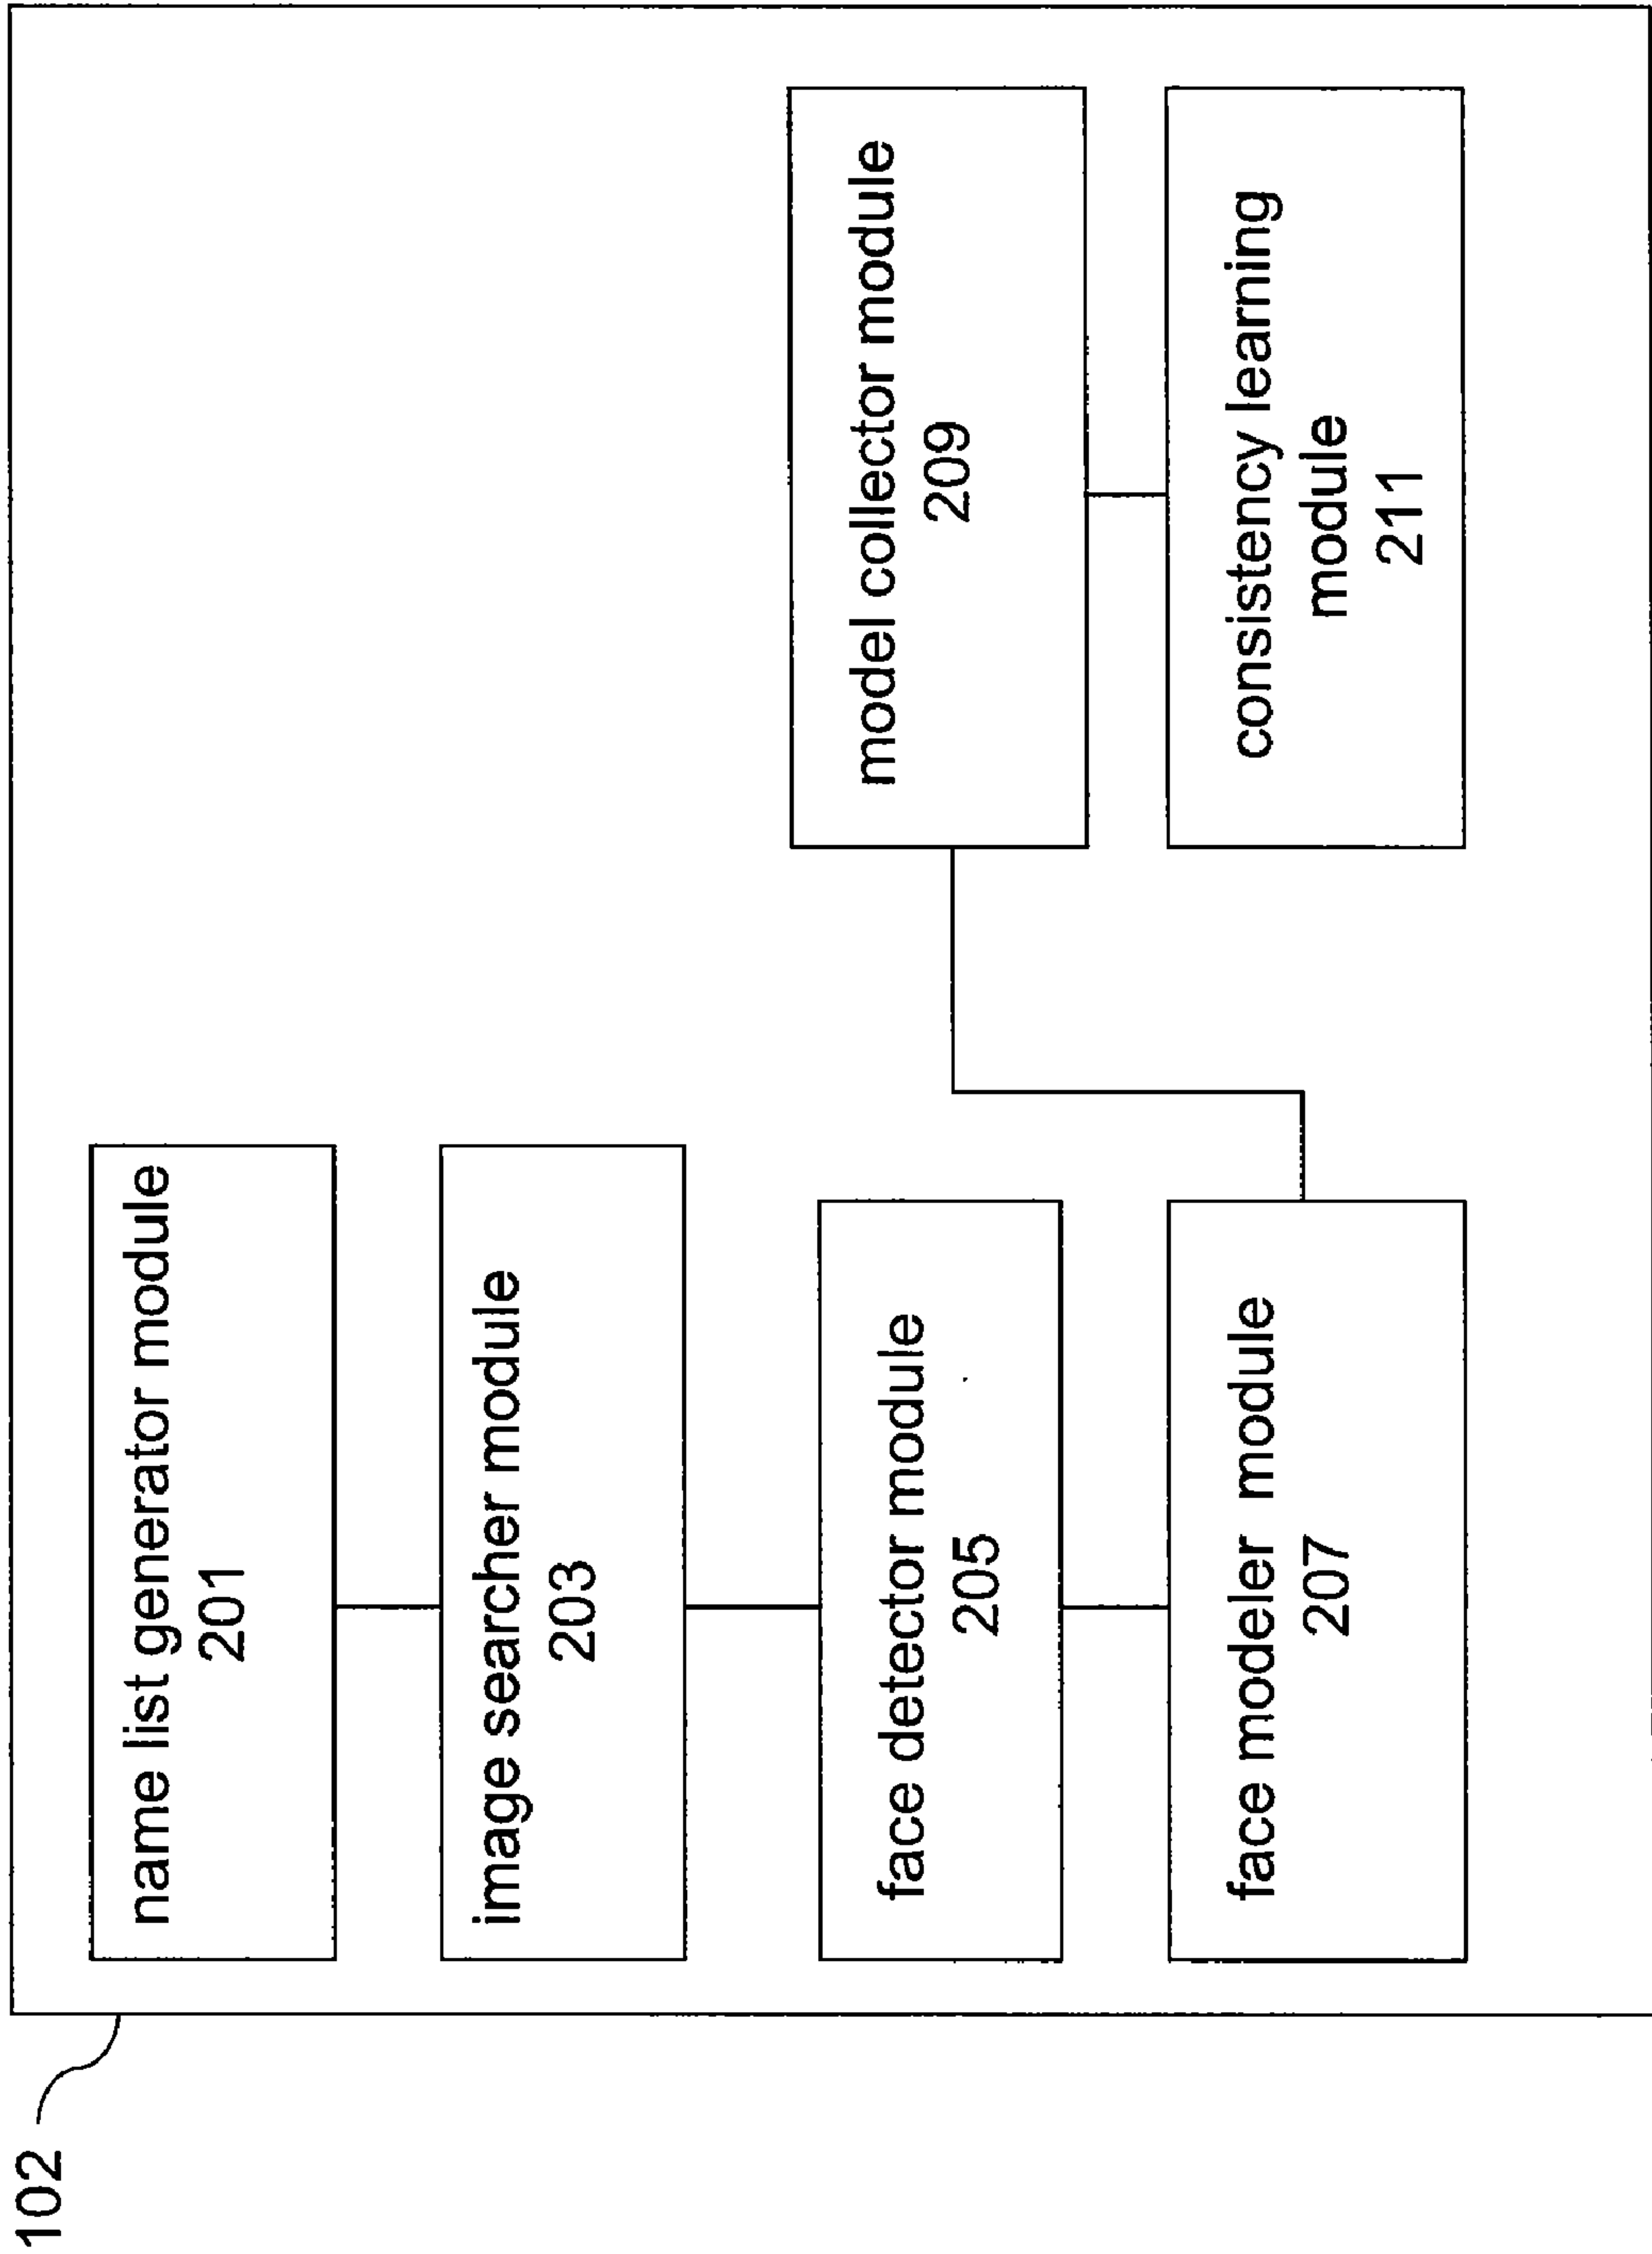 102
name list generator module
201
image searcher module
203
face detector module
205
face modeler module
207
model collector module
209
consistency learning
module
211